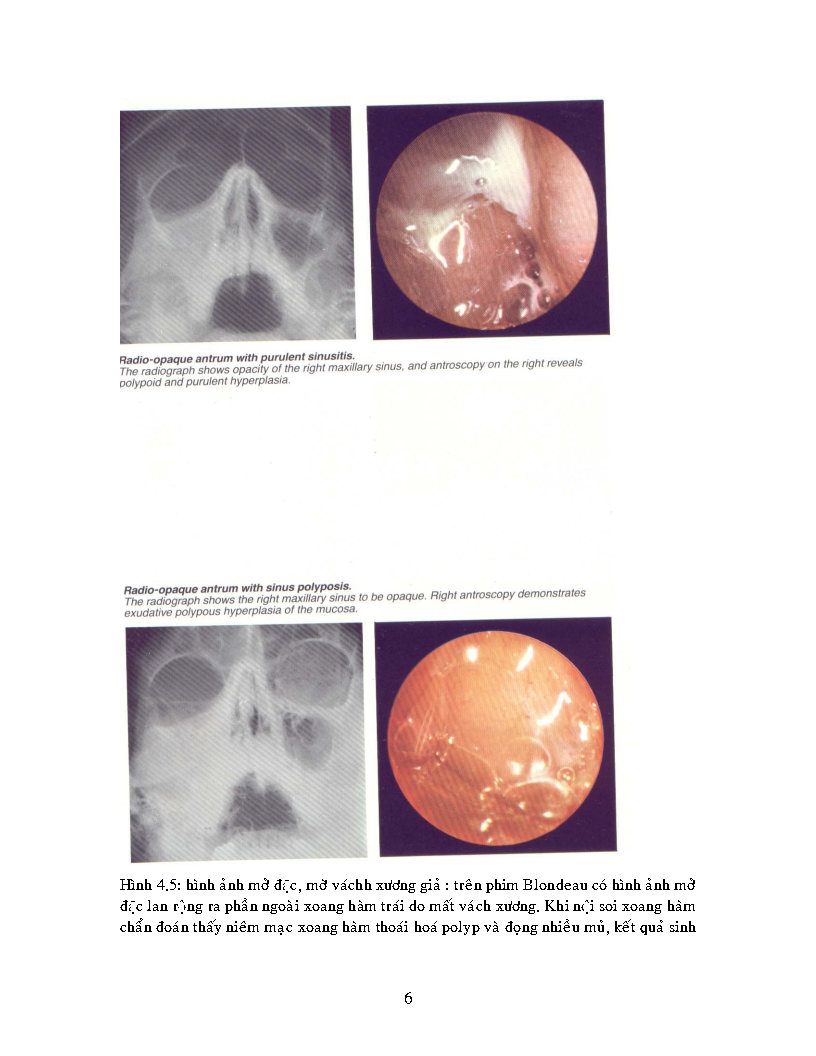 Radio-opaque antrum with purulent sinusitis.
The radiograph shows opacity of the right maxillary sinus, and antroscopy on the right reveals
polypoid and purulent hyperplasia.
Radio-opaque antrum with sinus polyposis.
The radiograph shows the right maxillary sinus to be opaque. Right antroscopy demonstrates
exudative polypous hyperplasia of the mucosa.
Hình 4.5: hình ảnh mở đặc, mờ váchh xương giả : trên phim Blondeau có hình ảnh mở
đặc lan rộng ra phần ngoài xoang hàm trái do mất vách xương. Khi nội soi xoang hàm
chẩn đoán thấy niêm mạc xoang hàm thoái hoá polyp và đọng nhiều mủ, kết quả sinh
6